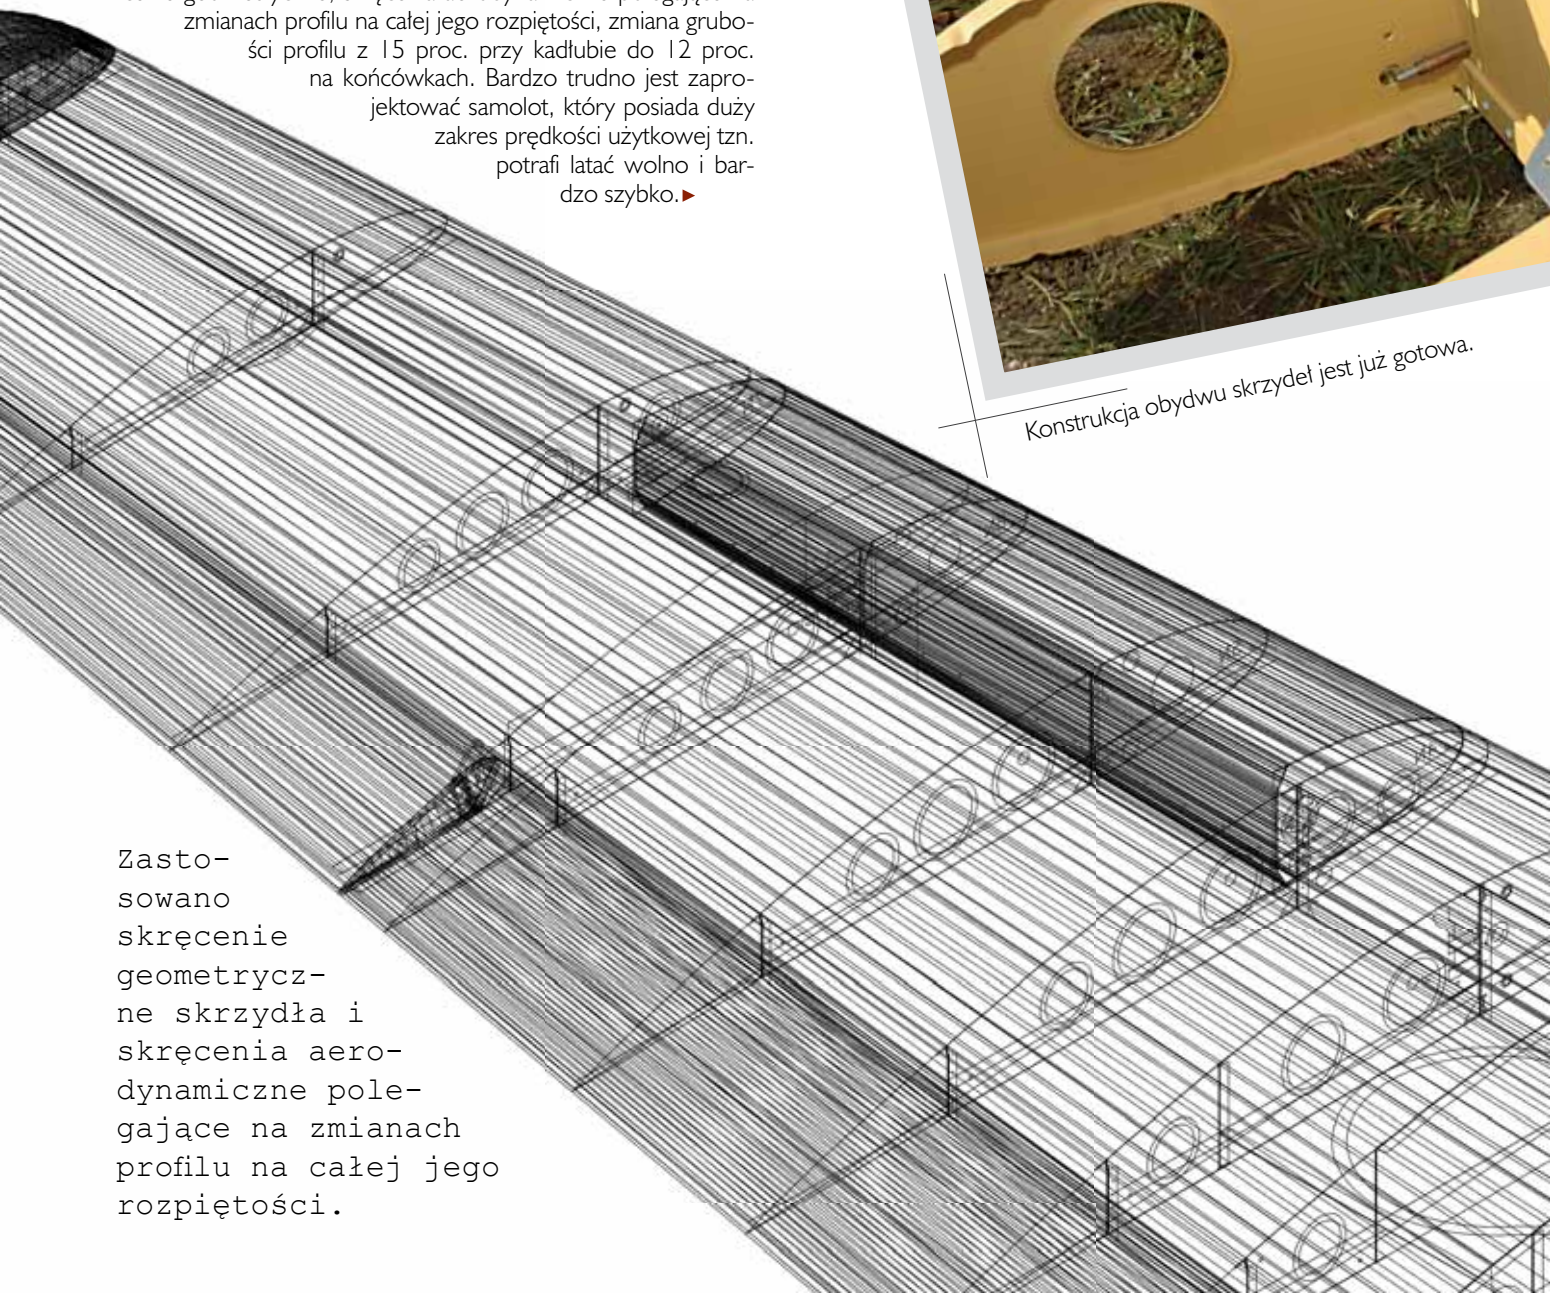 zmianach profilu na całej jego rozpiętości, zmiana grubo-
ści profilu z 15 proc. przy kadłubie do 12 proc.
na końcówkach. Bardzo trudno jest zapro-
jektować samolot, który posiada duży
zakres prędkości użytkowej tzn.
potrafi latać wolno i bar-
dzo szybko.►
Konstrukcja obydwu skrzydeł jest już gotowa.
Zasto-
sowano
skręcenie
geometrycz-
ne skrzydła i
skręcenia aero-
dynamiczne pole-
gające na zmianach
profilu na całej jego
rozpiętości.